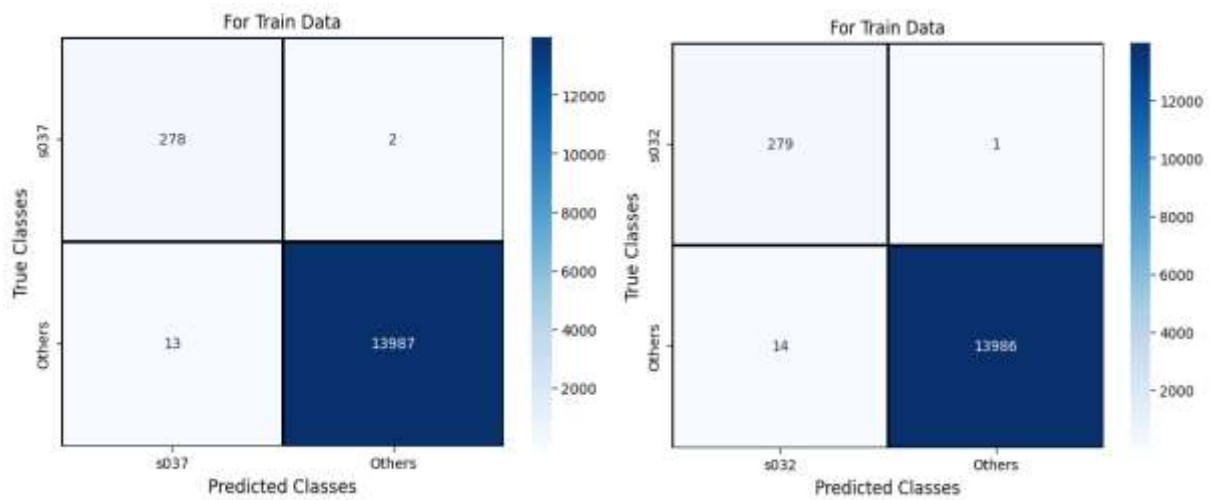 For Train Data
s037
278
2
Others
13
13987
True Classes
s037
Others
Predicted Classes
12000
10000
8000
6000
4000
2000
For Train Data
s032
279
1
Others
14
13986
True Classes
s032
Others
Predicted Classes
12000
10000
8000
6000
4000
2000